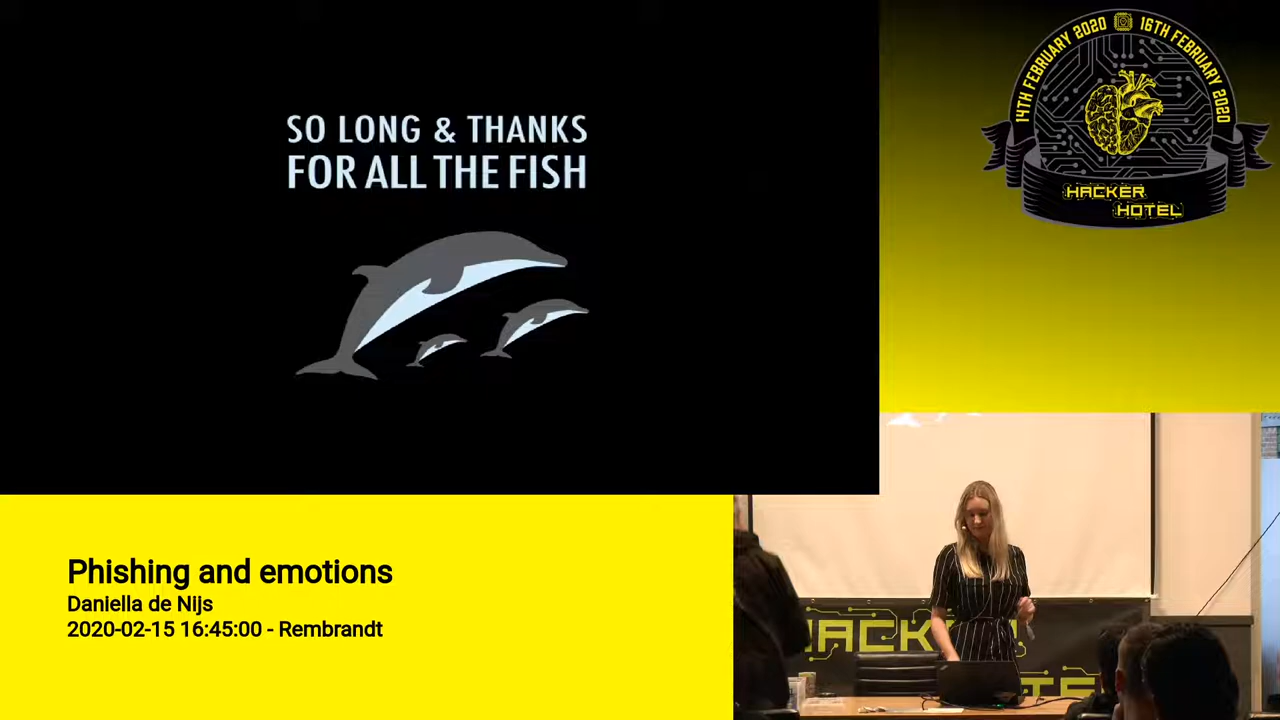 SO LONG & THANKS
FOR ALL THE FISH
14TH FEBRUARY 2020
16TH FEBRUARY 2020
HACKER
HOTEL
Phishing and emotions
Daniella de Nijs
2020-02-15 16:45:00 - Rembrandt